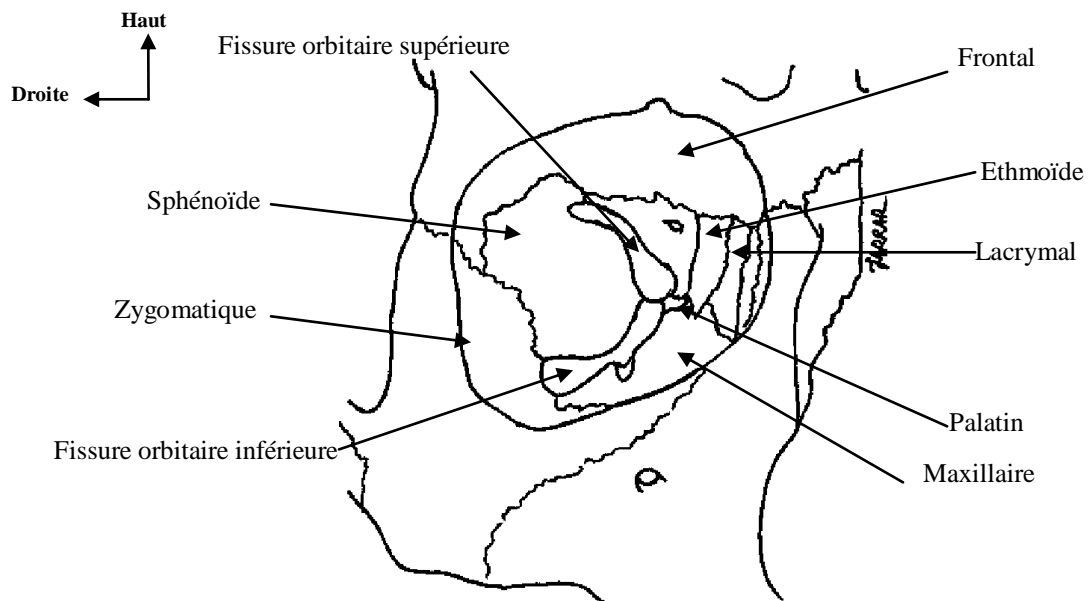 Haut
Droite
Fissure orbitaire supérieure
Frontal
Ethmoïde
Sphénoïde
Lacrymal
Zygomatique
Palatin
Fissure orbitaire inférieure
Maxillaire